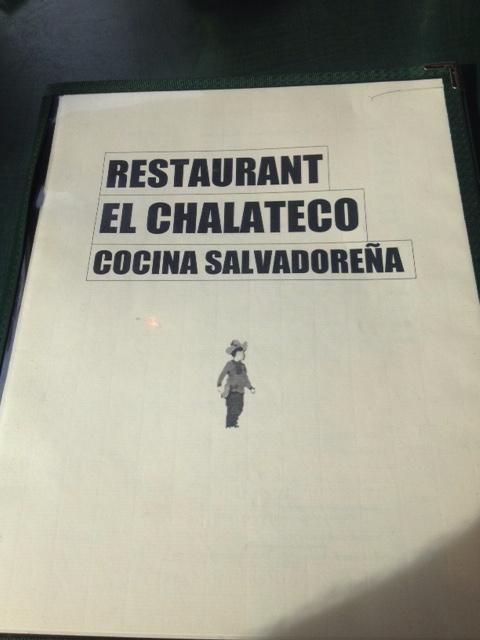 RESTAURANT
EL CHALATECO
COCINA SALVADOREÑA